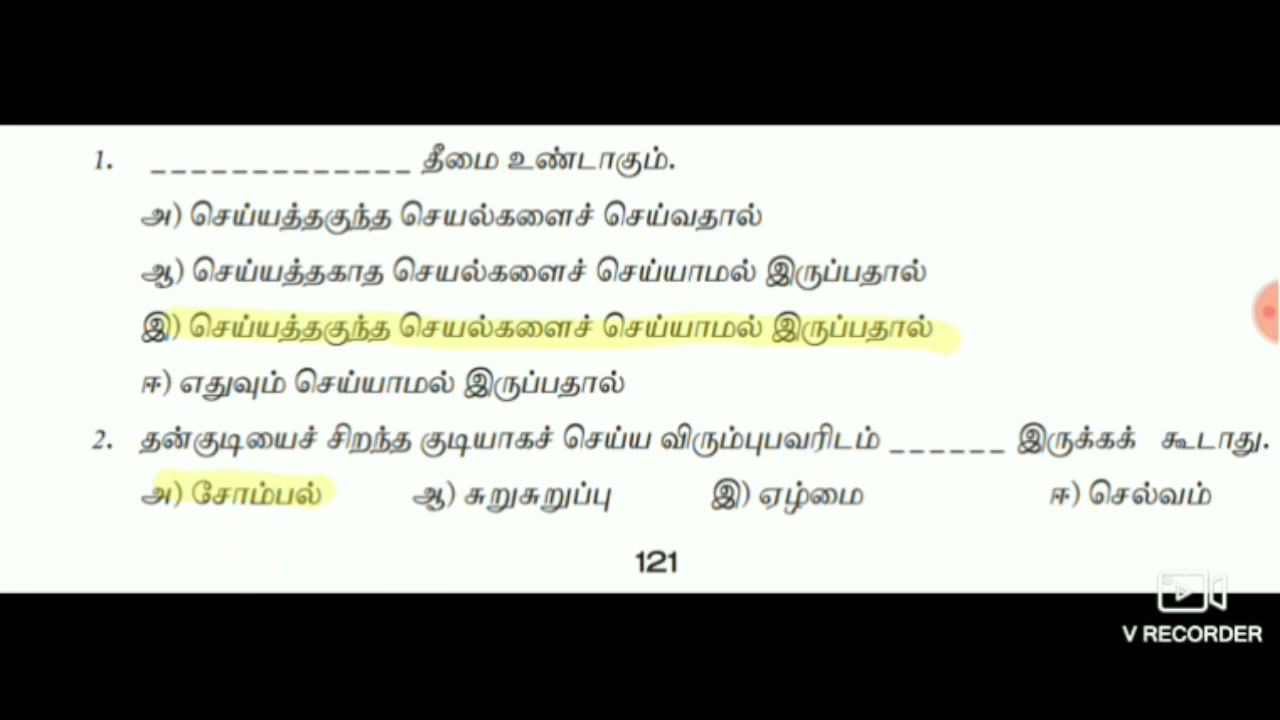 1. _____________ தீமை உண்டாகும்.
அ) செய்யத்தகுந்த செயல்களைச் செய்வதால்
ஆ) செய்யத்தகாத செயல்களைச் செய்யாமல் இருப்பதால்
இ) செய்யத்தகுந்த செயல்களைச் செய்யாமல் இருப்பதால்
ஈ) எதுவும் செய்யாமல் இருப்பதால்
2. தன்குடியைச் சிறந்த குடியாகச் செய்ய விரும்புபவரிடம் ______ இருக்கக் கூடாது.
அ) சோம்பல் ஆ) சுறுசுறுப்பு இ) ஏழ்மை ஈ) செல்வம்
121
V RECORDER